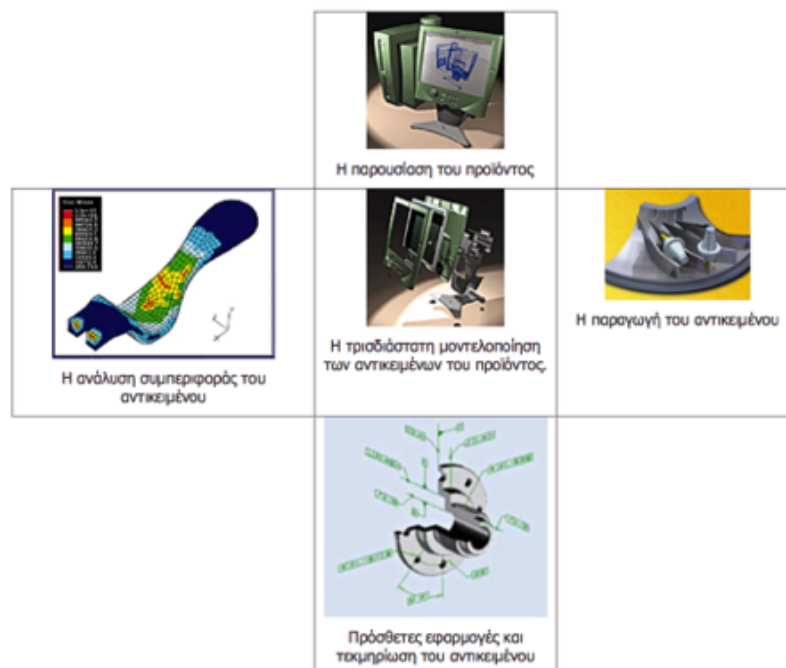 Η παρουσίαση του προϊόντος
Η ανάλυση συμπεριφοράς του
αντικειμένου
Η τρισδιάστατη μοντελοποίηση
των αντικειμένων του προϊόντος.
Η παραγωγή του αντικειμένου
Πρόσθετες εφαρμογές και
τεκμηρίωση του αντικειμένου